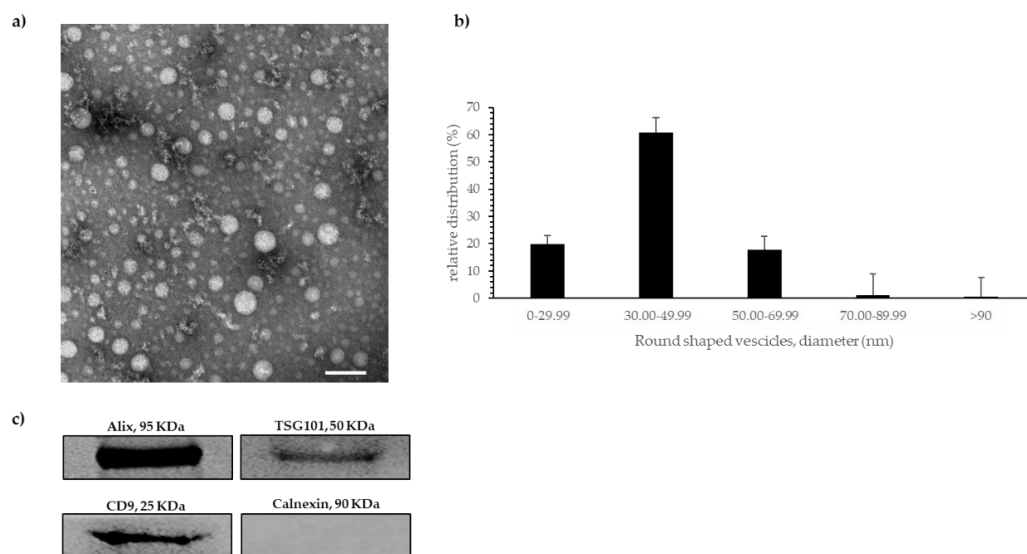 a)
b)
70
60
50
40
30
20
10
0
relative distribution (%)
0-29.99
30.00-49.99
50.00-69.99
70.00-89.99
>90
Round shaped vescicles, diameter (nm)
c)
Alix, 95 KDa
TSG101, 50 KDa
CD9, 25 KDa
Calnexin, 90 KDa